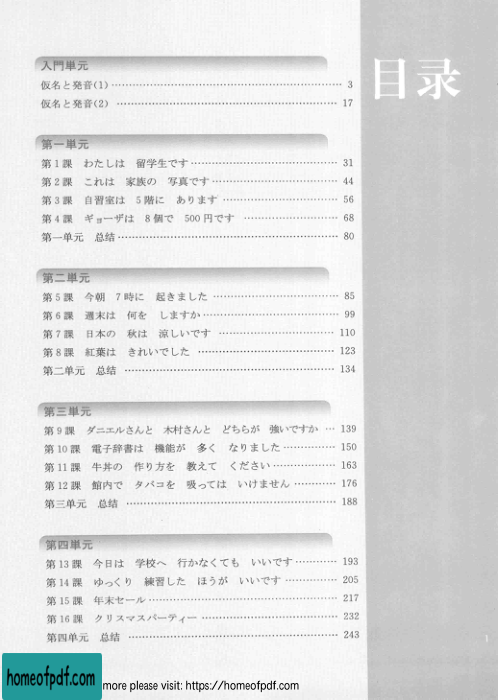 目录
入門単元
仮名と発音(1) …… 3
仮名と発音(2) …… 17
第一単元
第1課 わたしは 留学生です …… 31
第2課 これは 家族の 写真です …… 44
第3課 自習室は 5階に あります …… 56
第4課 ギョーザは 8個で 500円です …… 68
第一单元 总结 …… 80
第二単元
第5課 今朝 7時に 起きました …… 85
第6課 週末は 何を しますか …… 99
第7課 日本の 秋は 涼しいです …… 110
第8課 紅葉は きれいでした …… 123
第二单元 总结 …… 134
第三単元
第9課 ダニエルさんと 木村さんと どちらが 強いですか … 139
第10課 電子辞書は 機能が 多く なりました …… 150
第11課 牛丼の 作り方を 教えて ください …… 163
第12課 館内で タバコを 吸っては いけません …… 176
第三单元 总结 …… 188
第四単元
第13課 今日は 学校へ 行かなくても いいです …… 193
第14課 ゆっくり 練習した ほうが いいです …… 205
第15課 年末セール …… 217
第16課 クリスマスパーティー …… 232
第四单元 总结 …… 243
1
homeofpdf.com
more please visit: https://homeofpdf.com